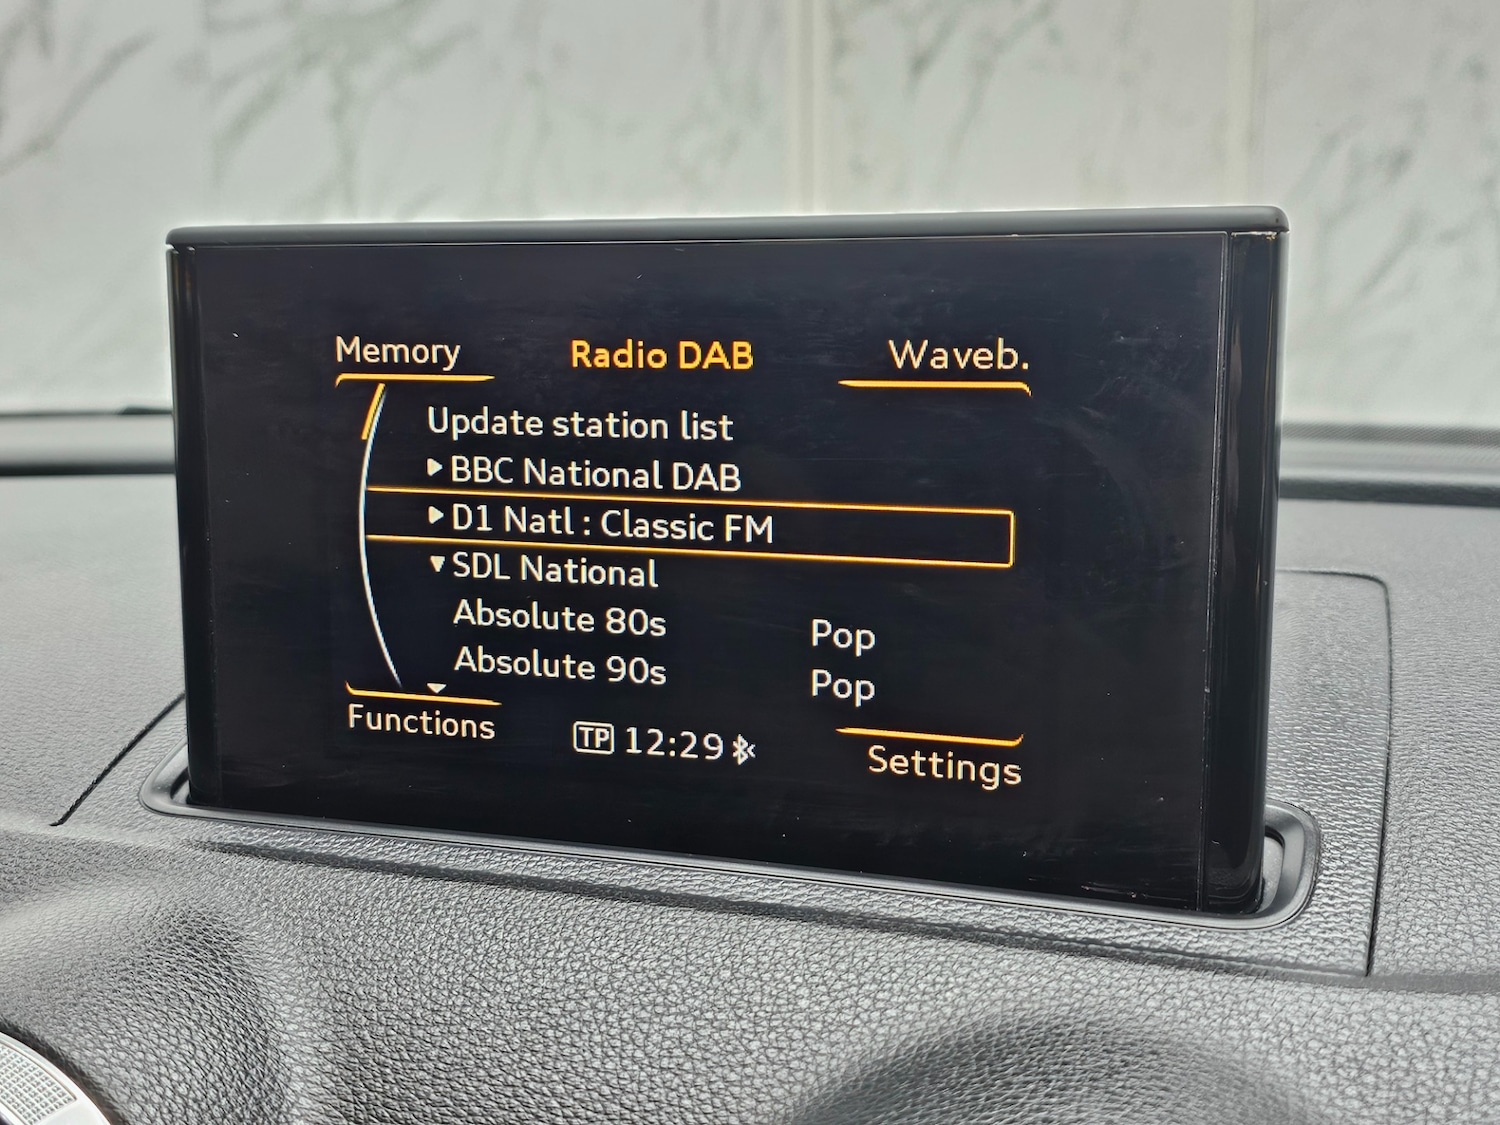 Memory Radio DAB Waveb.
Update station list
BBC National DAB
D1 Natl : Classic FM
SDL National
Absolute 80s Pop
Absolute 90s Pop
Functions TP 12:29 Settings